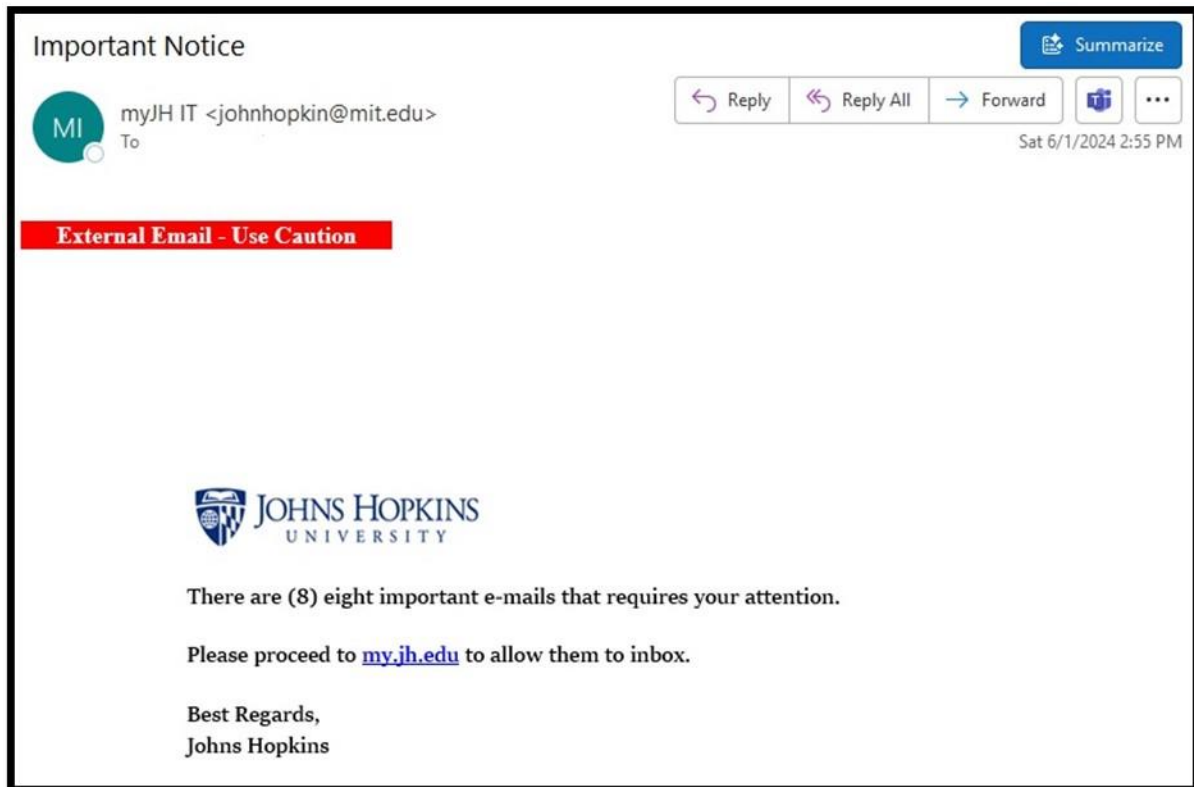 Important Notice
Summarize
MI
myJH IT <johnhopkin@mit.edu>
To
Reply
Reply All
Forward
Sat 6/1/2024 2:55 PM
External Email - Use Caution
JOHNS HOPKINS
UNIVERSITY
There are (8) eight important e-mails that requires your attention.
Please proceed to my.jh.edu to allow them to inbox.
Best Regards,
Johns Hopkins